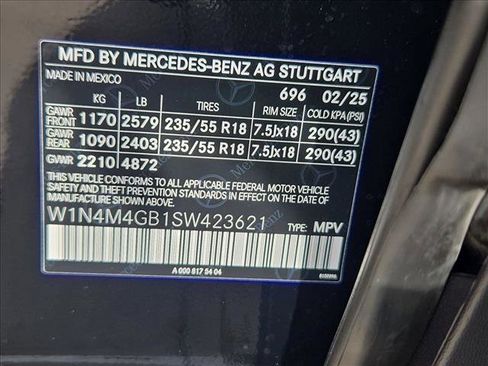 MFD BY MERCEDES-BENZ AG STUTTGART
MADE IN MEXICO 696 02/25
KG LB TIRES RIM SIZE COLD KPA (PSI)
GAWR FRONT 1170 2579 235/55 R18 7.5Jx18 290(43)
GAWR REAR 1090 2403 235/55 R18 7.5Jx18 290(43)
GVWR 2210 4872
THIS VEHICLE CONFORMS TO ALL APPLICABLE FEDERAL MOTOR VEHICLE
SAFETY AND THEFT PREVENTION STANDARDS IN EFFECT ON THE DATE
OF MANUFACTURE SHOWN ABOVE.
W1N4M4GB1SW423621 TYPE: MPV
A 000 817 54 04